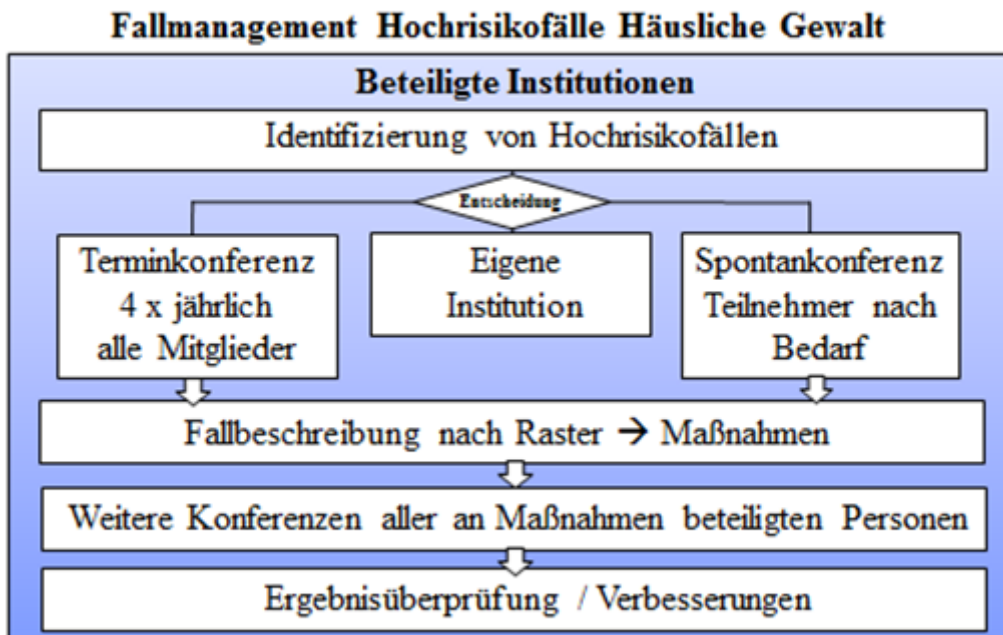 Fallmanagement Hochrisikofälle Häusliche Gewalt
Beteiligte Institutionen
Identifizierung von Hochrisikofällen
Entscheidung
Terminkonferenz
4 x jährlich
alle Mitglieder
Eigene
Institution
Spontankonferenz
Teilnehmer nach
Bedarf
Fallbeschreibung nach Raster → Maßnahmen
Weitere Konferenzen aller an Maßnahmen beteiligten Personen
Ergebnisüberprüfung / Verbesserungen